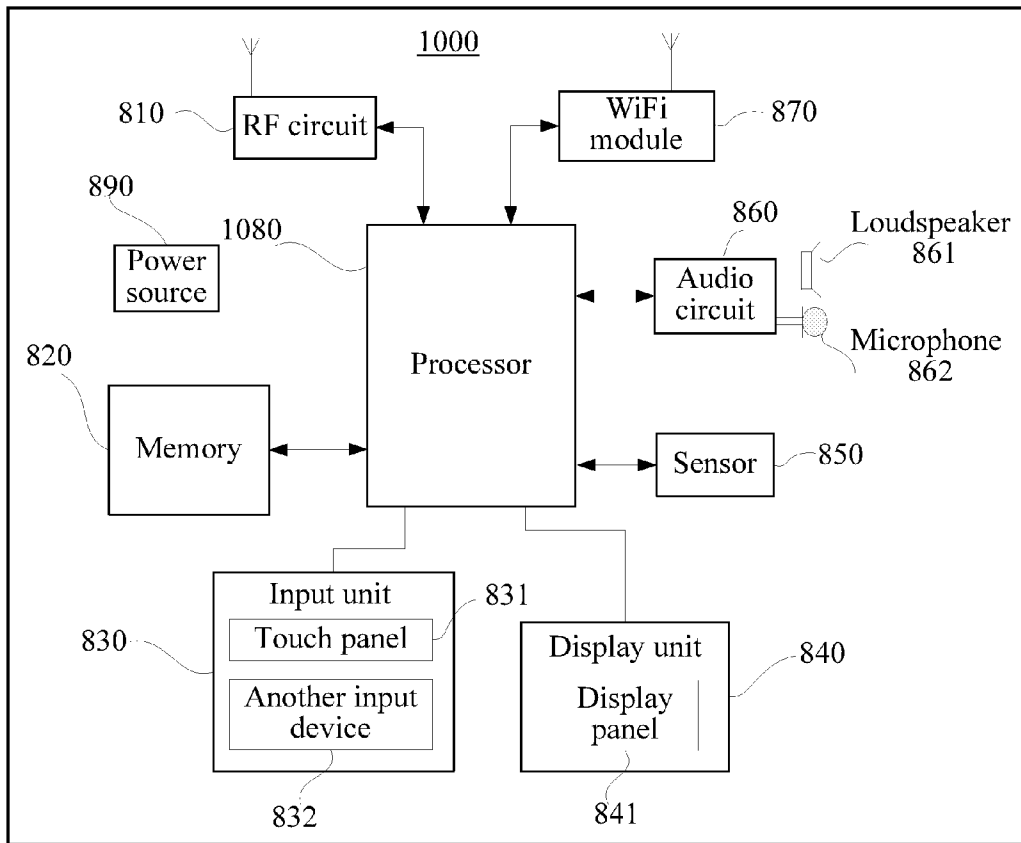 1000
810
RF circuit
WiFi
module
870
890
Power
source
1080
860
Audio
circuit
Loudspeaker
861
Microphone
862
820
Memory
Processor
Sensor
850
Input unit
831
Touch panel
830
Another input
device
832
Display unit
840
Display
panel
841